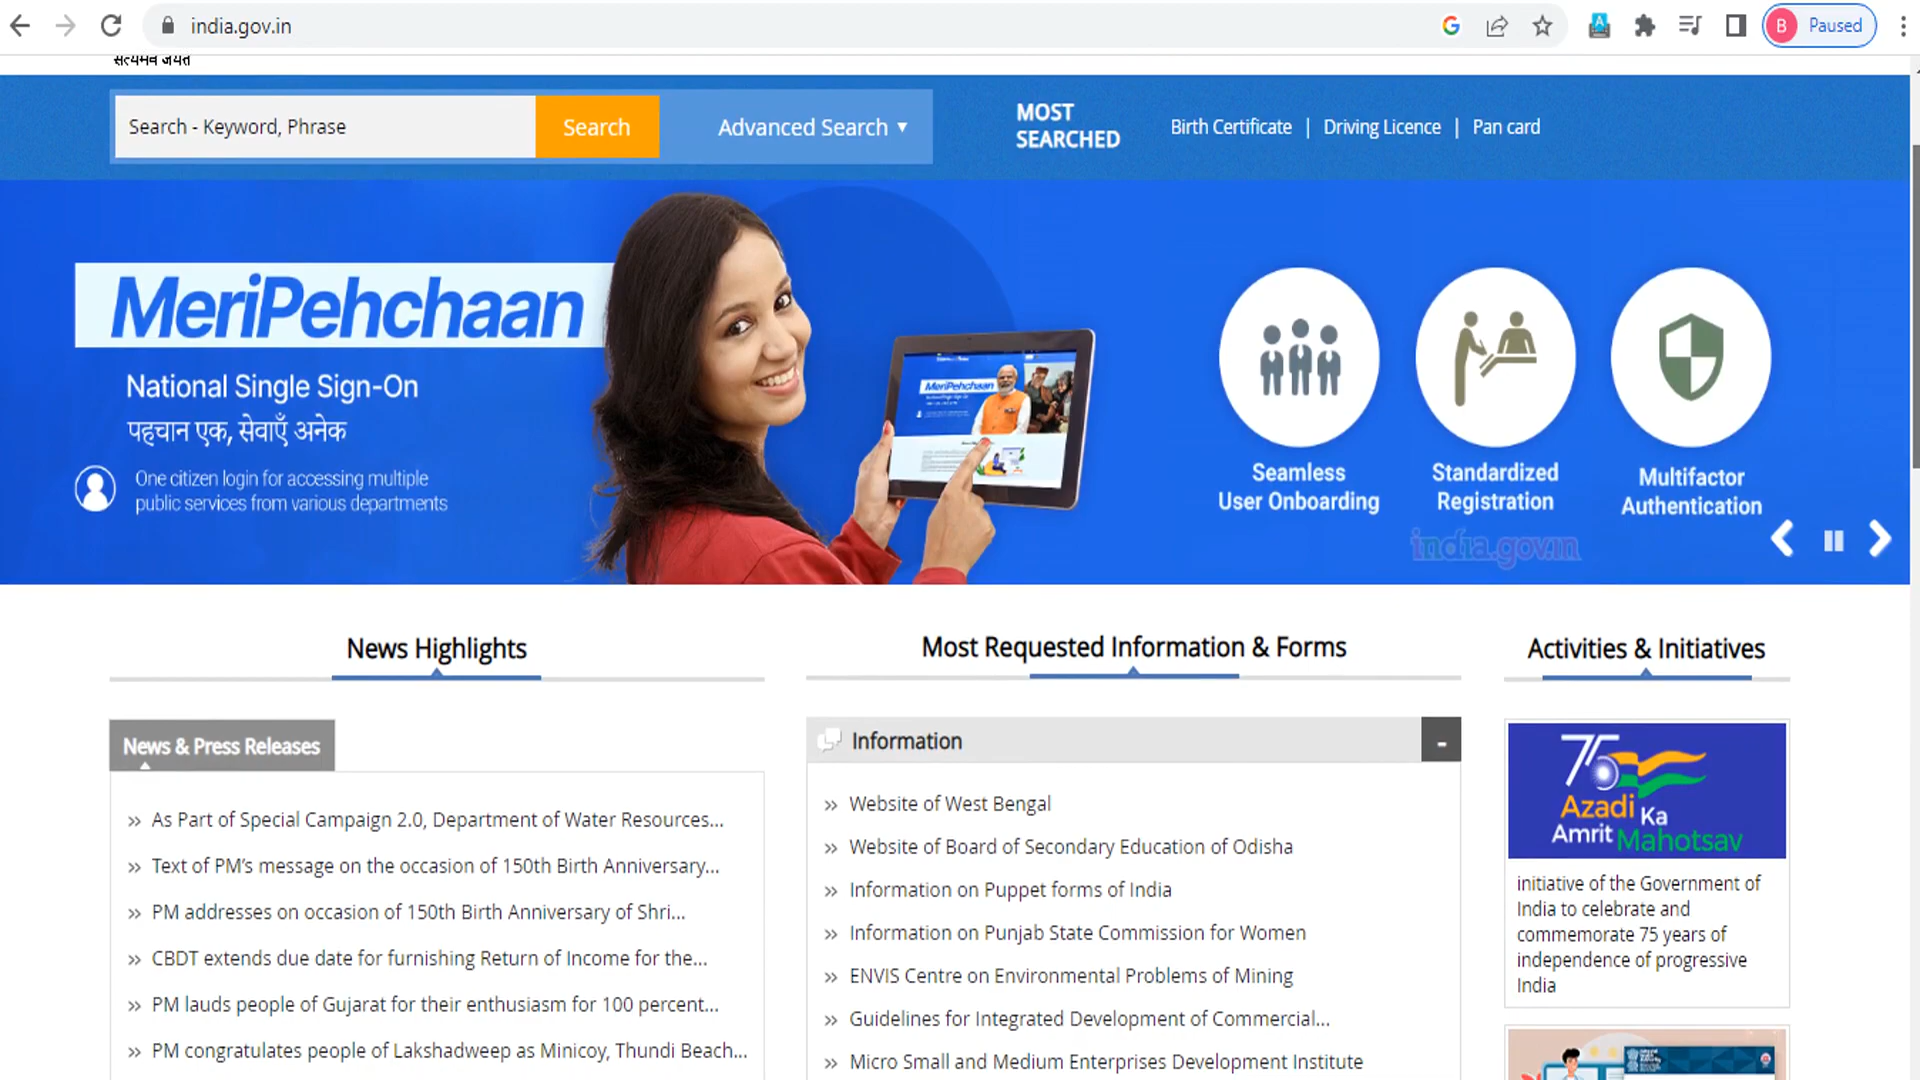 india.gov.in
B Paused
सत्यमेव जयते
Search - Keyword, Phrase
Search
Advanced Search ▾
MOST
SEARCHED
Birth Certificate | Driving Licence | Pan card
MeriPehchaan
National Single Sign-On
पहचान एक, सेवाएँ अनेक
One citizen login for accessing multiple
public services from various departments
MeriPehchaan
Seamless
User Onboarding
Standardized
Registration
Multifactor
Authentication
india.gov.in
News Highlights
News & Press Releases
As Part of Special Campaign 2.0, Department of Water Resources...
Text of PM’s message on the occasion of 150th Birth Anniversary...
PM addresses on occasion of 150th Birth Anniversary of Shri...
CBDT extends due date for furnishing Return of Income for the...
PM lauds people of Gujarat for their enthusiasm for 100 percent...
PM congratulates people of Lakshadweep as Minicoy, Thundi Beach...
Most Requested Information & Forms
Information
-
Website of West Bengal
Website of Board of Secondary Education of Odisha
Information on Puppet forms of India
Information on Punjab State Commission for Women
ENVIS Centre on Environmental Problems of Mining
Guidelines for Integrated Development of Commercial...
Micro Small and Medium Enterprises Development Institute
Activities & Initiatives
75
Azadi Ka
Amrit Mahotsav
initiative of the Government of
India to celebrate and
commemorate 75 years of
independence of progressive
India